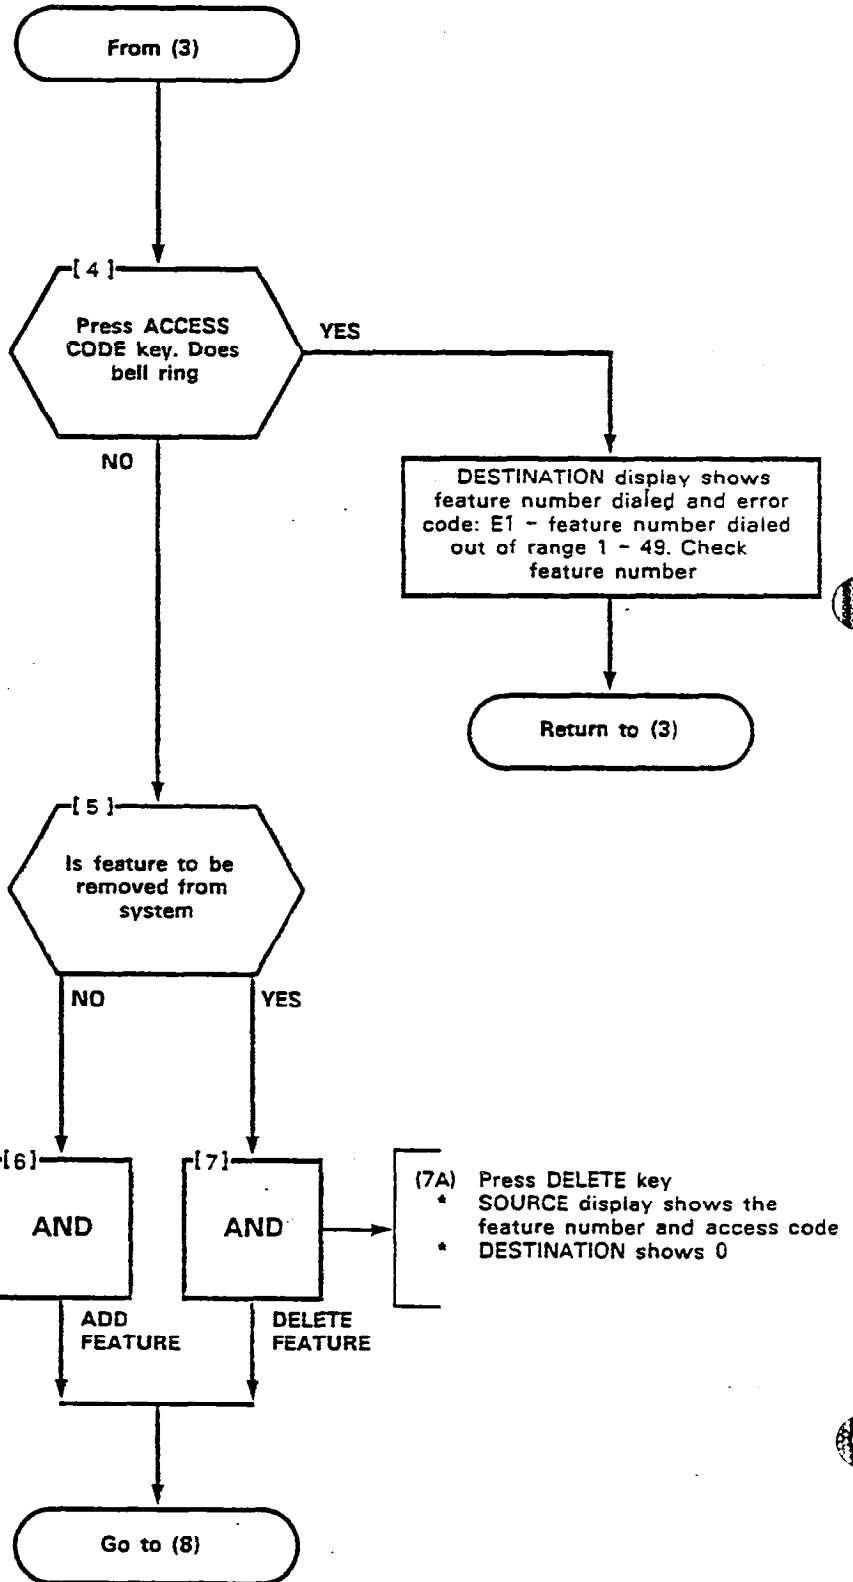 From (3)
[4]
Press ACCESS
CODE key. Does
bell ring
YES
NO
DESTINATION display shows
feature number dialed and error
code: E1 - feature number dialed
out of range 1 - 49. Check
feature number
Return to (3)
[5]
Is feature to be
removed from
system
NO
YES
[6]
AND
[7]
AND
(7A) Press DELETE key
* SOURCE display shows the
feature number and access code
* DESTINATION shows 0
ADD
FEATURE
DELETE
FEATURE
Go to (8)